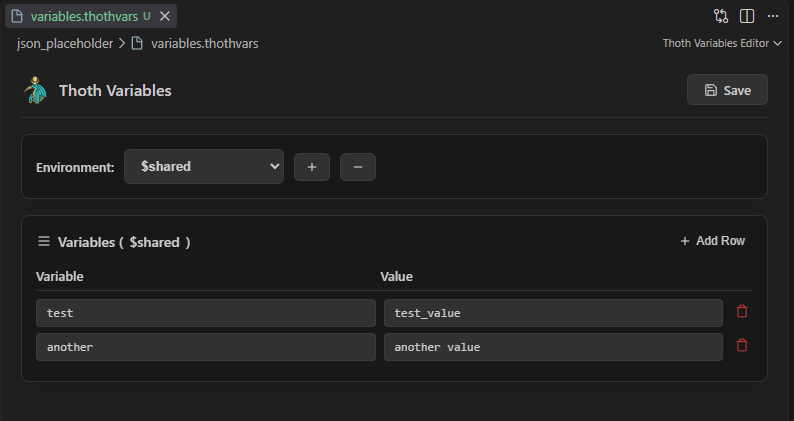 variables.thothvars U
json_placeholder > variables.thothvars
Thoth Variables Editor
Thoth Variables
Save
Environment: $shared + −
Variables ( $shared )
+ Add Row
Variable Value
test test_value
another another value